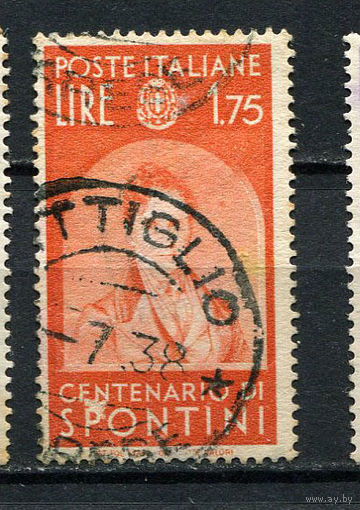 POSTE ITALIANE
LIRE 1.75
TTIGLIO
-7.38
CENTENARIO DI
SPONTINI
www.ay.by